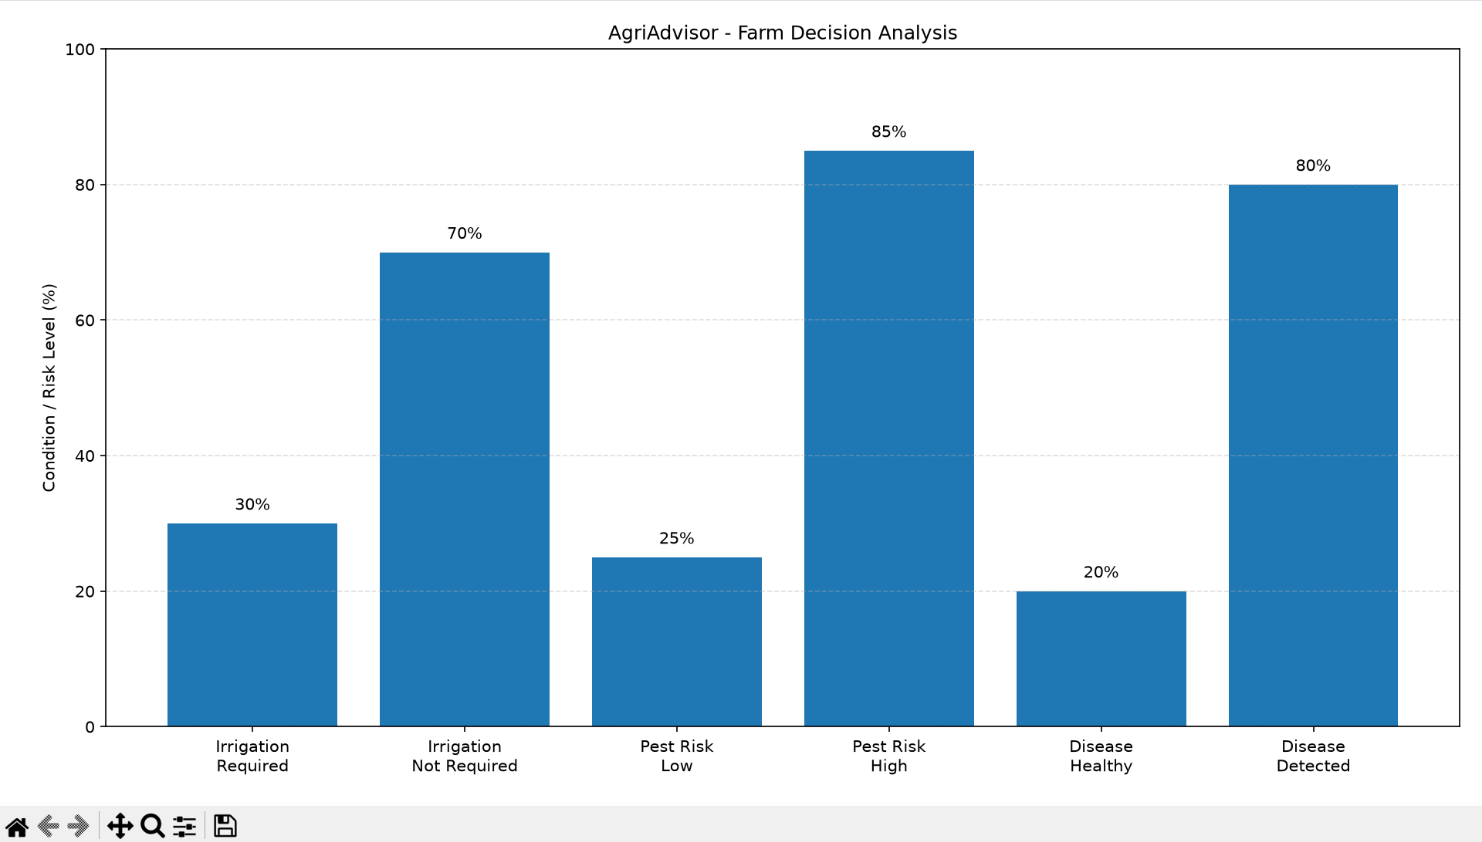 AgriAdvisor - Farm Decision Analysis
100
80
60
40
20
0
Condition / Risk Level (%)
30%
70%
25%
85%
20%
80%
Irrigation
Required
Irrigation
Not Required
Pest Risk
Low
Pest Risk
High
Disease
Healthy
Disease
Detected